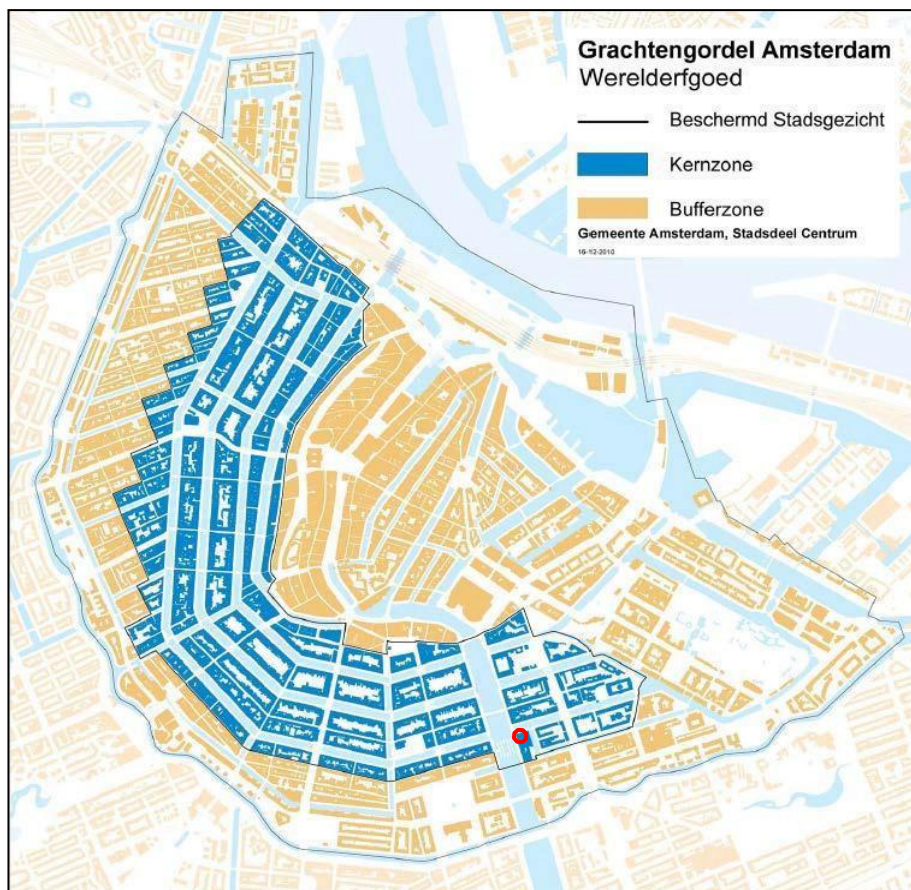 Grachtengordel Amsterdam
Werelderfgoed
Beschermd Stadsgezicht
Kernzone
Bufferzone
Gemeente Amsterdam, Stadsdeel Centrum
16-12-2010